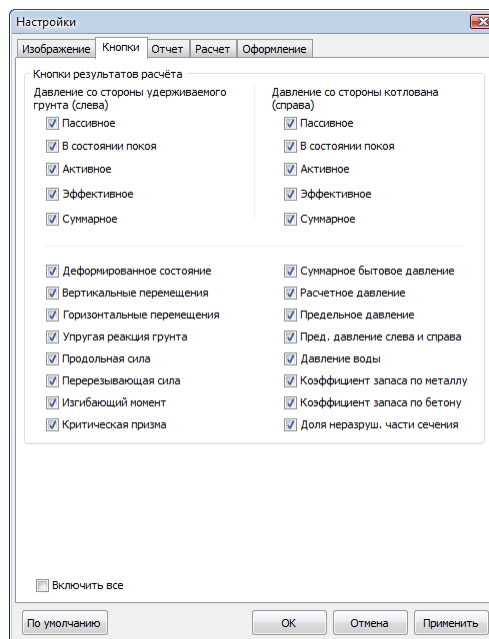 Настройки
Изображение Кнопки Отчет Расчет Оформление
Кнопки результатов расчёта
Давление со стороны удерживаемого
грунта (слева)
Пассивное
В состоянии покоя
Активное
Эффективное
Суммарное
Давление со стороны котлована
(справа)
Пассивное
В состоянии покоя
Активное
Эффективное
Суммарное
Деформированное состояние
Вертикальные перемещения
Горизонтальные перемещения
Упругая реакция грунта
Продольная сила
Перерезывающая сила
Изгибающий момент
Критическая призма
Суммарное бытовое давление
Расчетное давление
Предельное давление
Пред. давление слева и справа
Давление воды
Коэффициент запаса по металлу
Коэффициент запаса по бетону
Доля неразруш. части сечения
Включить все
По умолчанию OK Отмена Применить